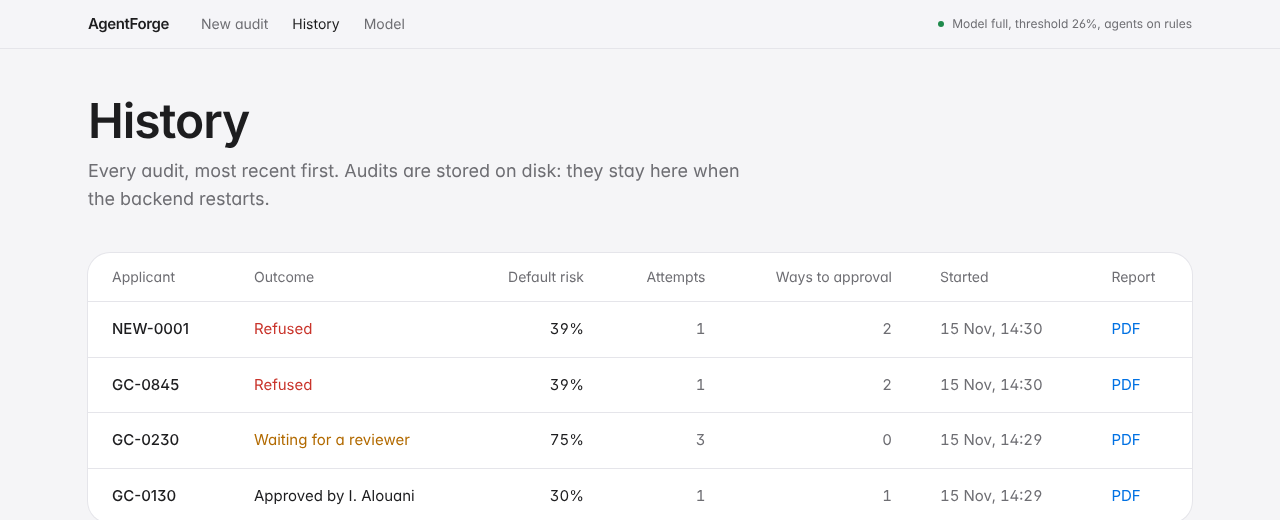 AgentForge New audit History Model Model full, threshold 26%, agents on rules
History
Every audit, most recent first. Audits are stored on disk: they stay here when
the backend restarts.
Applicant Outcome Default risk Attempts Ways to approval Started Report
NEW-0001 Refused 39% 1 2 15 Nov, 14:30 PDF
GC-0845 Refused 39% 1 2 15 Nov, 14:30 PDF
GC-0230 Waiting for a reviewer 75% 3 0 15 Nov, 14:29 PDF
GC-0130 Approved by I. Alouani 30% 1 1 15 Nov, 14:29 PDF